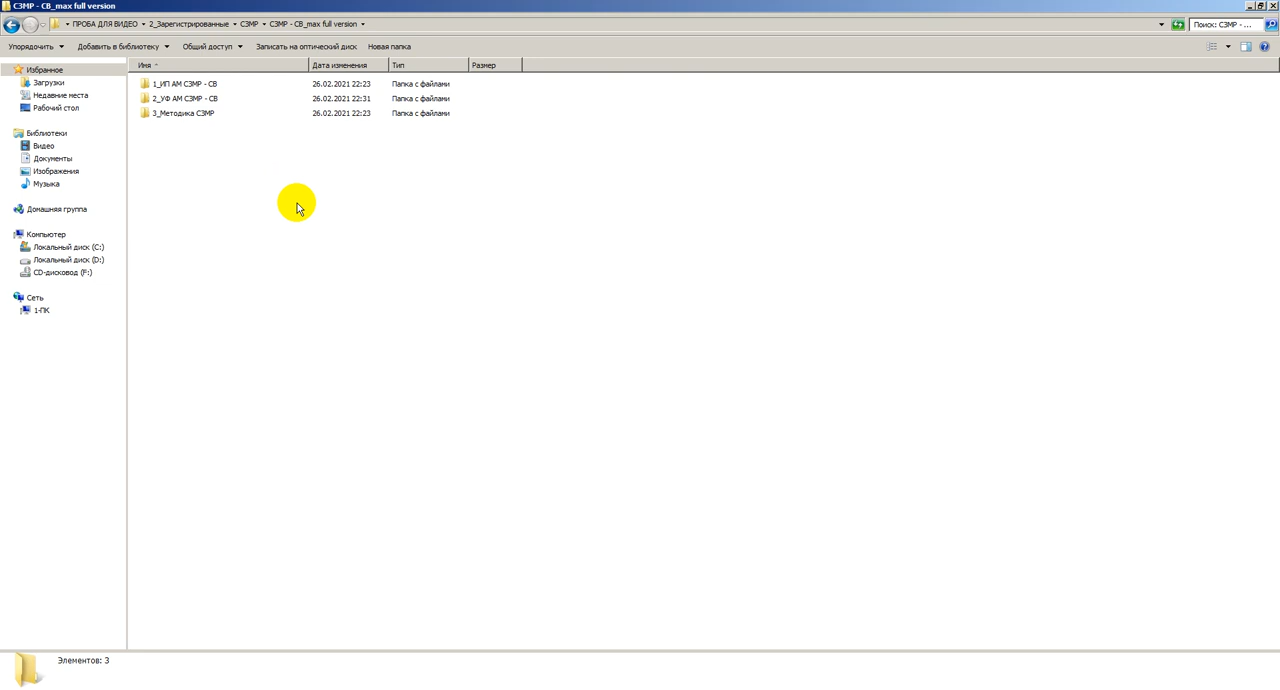 СЗМР - СВ_max full version
ПРОБА ДЛЯ ВИДЕО 2_Зарегистрированные СЗМР СЗМР - СВ_max full version
Поиск: СЗМР - ...
Упорядочить Добавить в библиотеку Общий доступ Записать на оптический диск Новая папка
Имя Дата изменения Тип Размер
Избранное
Загрузки
Недавние места
Рабочий стол
Библиотеки
Видео
Документы
Изображения
Музыка
Домашняя группа
Компьютер
Локальный диск (C:)
Локальный диск (D:)
CD-дисковод (F:)
Сеть
1-ПК
1_ИП АМ СЗМР - СВ 26.02.2021 22:23 Папка с файлами
2_УФ АМ СЗМР - СВ 26.02.2021 22:31 Папка с файлами
3_Методика СЗМР 26.02.2021 22:23 Папка с файлами
Элементов: 3